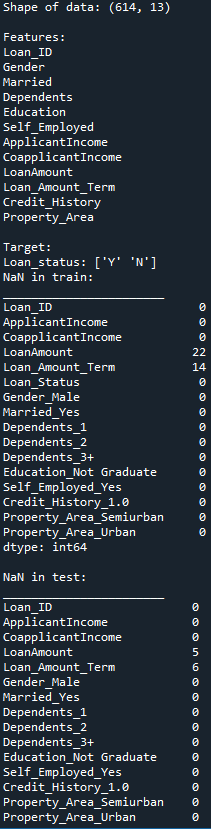 Shape of data: (614, 13)
Features:
Loan_ID
Gender
Married
Dependents
Education
Self_Employed
ApplicantIncome
CoapplicantIncome
LoanAmount
Loan_Amount_Term
Credit_History
Property_Area
Target:
Loan_status: ['Y' 'N']
NaN in train:
_______________________
Loan_ID 0
ApplicantIncome 0
CoapplicantIncome 0
LoanAmount 22
Loan_Amount_Term 14
Loan_Status 0
Gender_Male 0
Married_Yes 0
Dependents_1 0
Dependents_2 0
Dependents_3+ 0
Education_Not Graduate 0
Self_Employed_Yes 0
Credit_History_1.0 0
Property_Area_Semiurban 0
Property_Area_Urban 0
dtype: int64
NaN in test:
_______________________
Loan_ID 0
ApplicantIncome 0
CoapplicantIncome 0
LoanAmount 5
Loan_Amount_Term 6
Gender_Male 0
Married_Yes 0
Dependents_1 0
Dependents_2 0
Dependents_3+ 0
Education_Not Graduate 0
Self_Employed_Yes 0
Credit_History_1.0 0
Property_Area_Semiurban 0
Property_Area_Urban 0